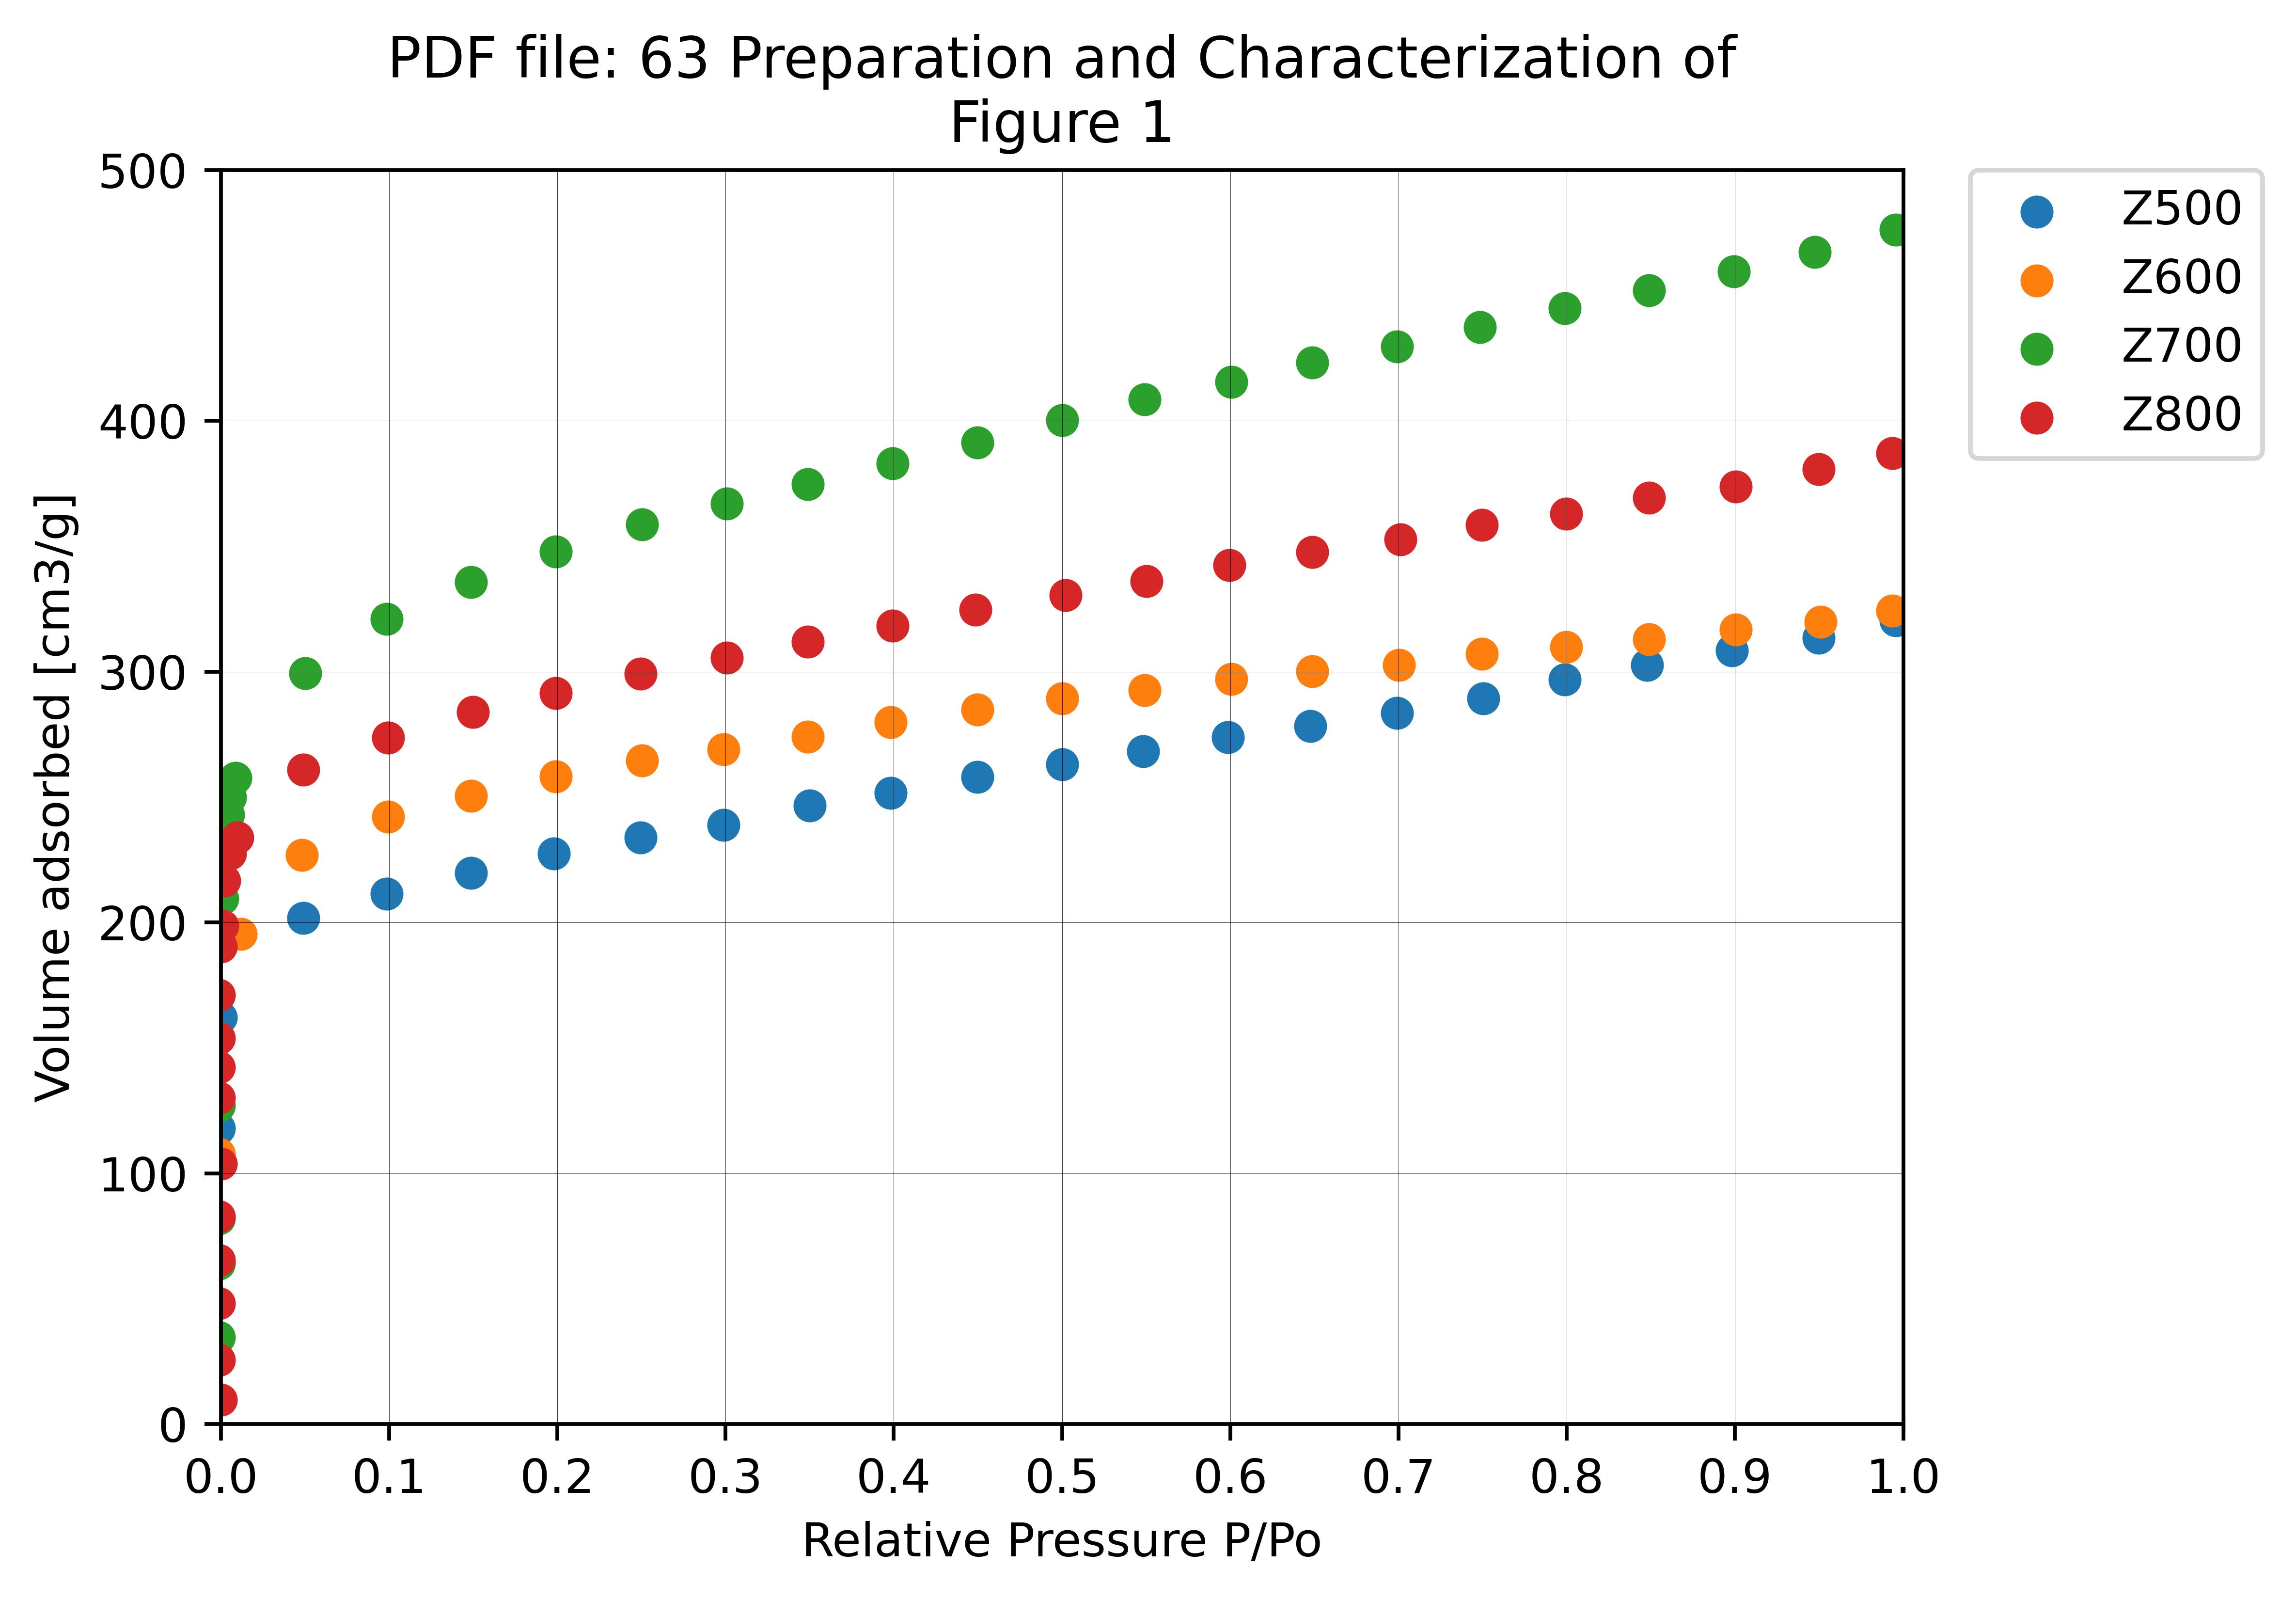 PDF file: 63 Preparation and Characterization of
Figure 1
500
400
300
200
100
0
Volume adsorbed [cm3/g]
0.0 0.1 0.2 0.3 0.4 0.5 0.6 0.7 0.8 0.9 1.0
Relative Pressure P/Po
Z500
Z600
Z700
Z800